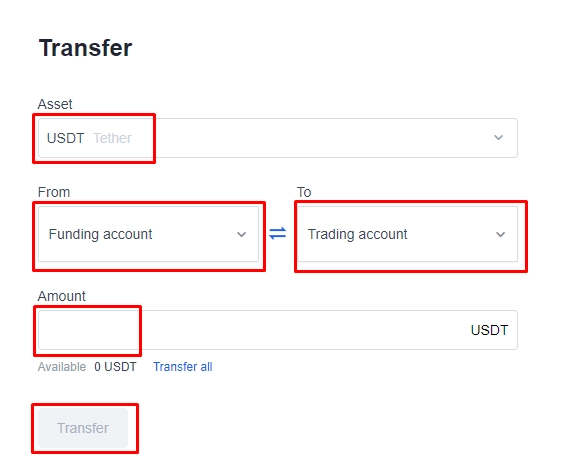 Transfer
Asset
USDT Tether
From To
Funding account Trading account
Amount
USDT
Available 0 USDT Transfer all
Transfer